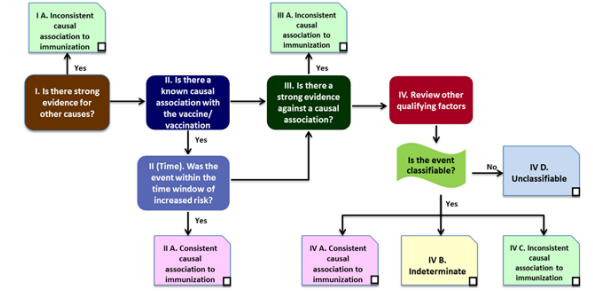 I A. Inconsistent
causal
association to
immunization
III A. Inconsistent
causal
association to
immunization
Yes
Yes
I. Is there strong
evidence for
other causes?
II. Is there a
known causal
association with
the vaccine/
vaccination
III. Is there a
strong evidence
against a causal
association?
IV. Review other
qualifying factors
Yes
II (Time). Was the
event within the
time window of
increased risk?
Is the event
classifiable?
No
IV D.
Unclassifiable
Yes
Yes
II A. Consistent
causal
association to
immunization
IV A. Consistent
causal
association to
immunization
IV B.
Indeterminate
IV C. Inconsistent
causal
association to
immunization